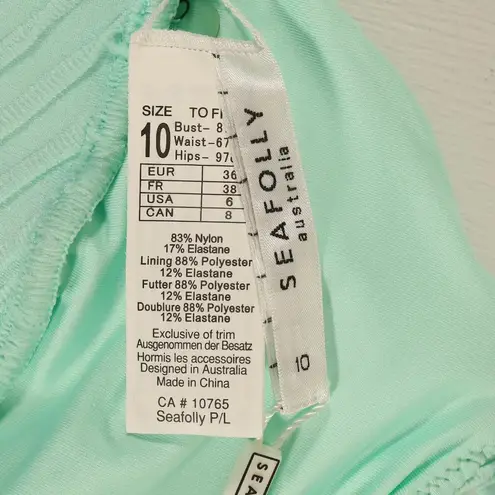 SIZE TO FI
10 Bust- 8
Waist-67
Hips- 97
EUR 36
FR 38
USA 6
CAN 8
83% Nylon
17% Elastane
Lining 88% Polyester
12% Elastane
Futter 88% Polyester
12% Elastane
Doublure 88% Polyester
12% Elastane
Exclusive of trim
Ausgenommen der Besatz
Hormis les accessoires
Designed in Australia
Made in China
CA # 10765
Seafolly P/L
SEAFOLLY
australia
10
SEA